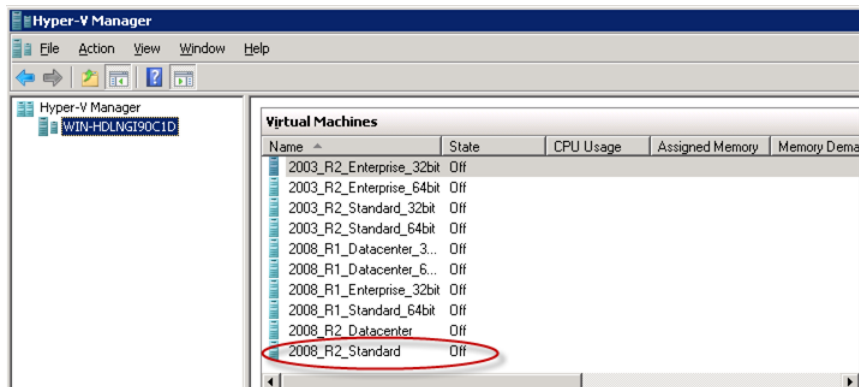 Hyper-V Manager
File Action View Window Help
Hyper-V Manager
WIN-HDLNGI90C1D
Virtual Machines
Name State CPU Usage Assigned Memory Memory Dema
2003_R2_Enterprise_32bit Off
2003_R2_Enterprise_64bit Off
2003_R2_Standard_32bit Off
2003_R2_Standard_64bit Off
2008_R1_Datacenter_3... Off
2008_R1_Datacenter_6... Off
2008_R1_Enterprise_32bit Off
2008_R1_Standard_64bit Off
2008_R2_Datacenter Off
2008_R2_Standard Off